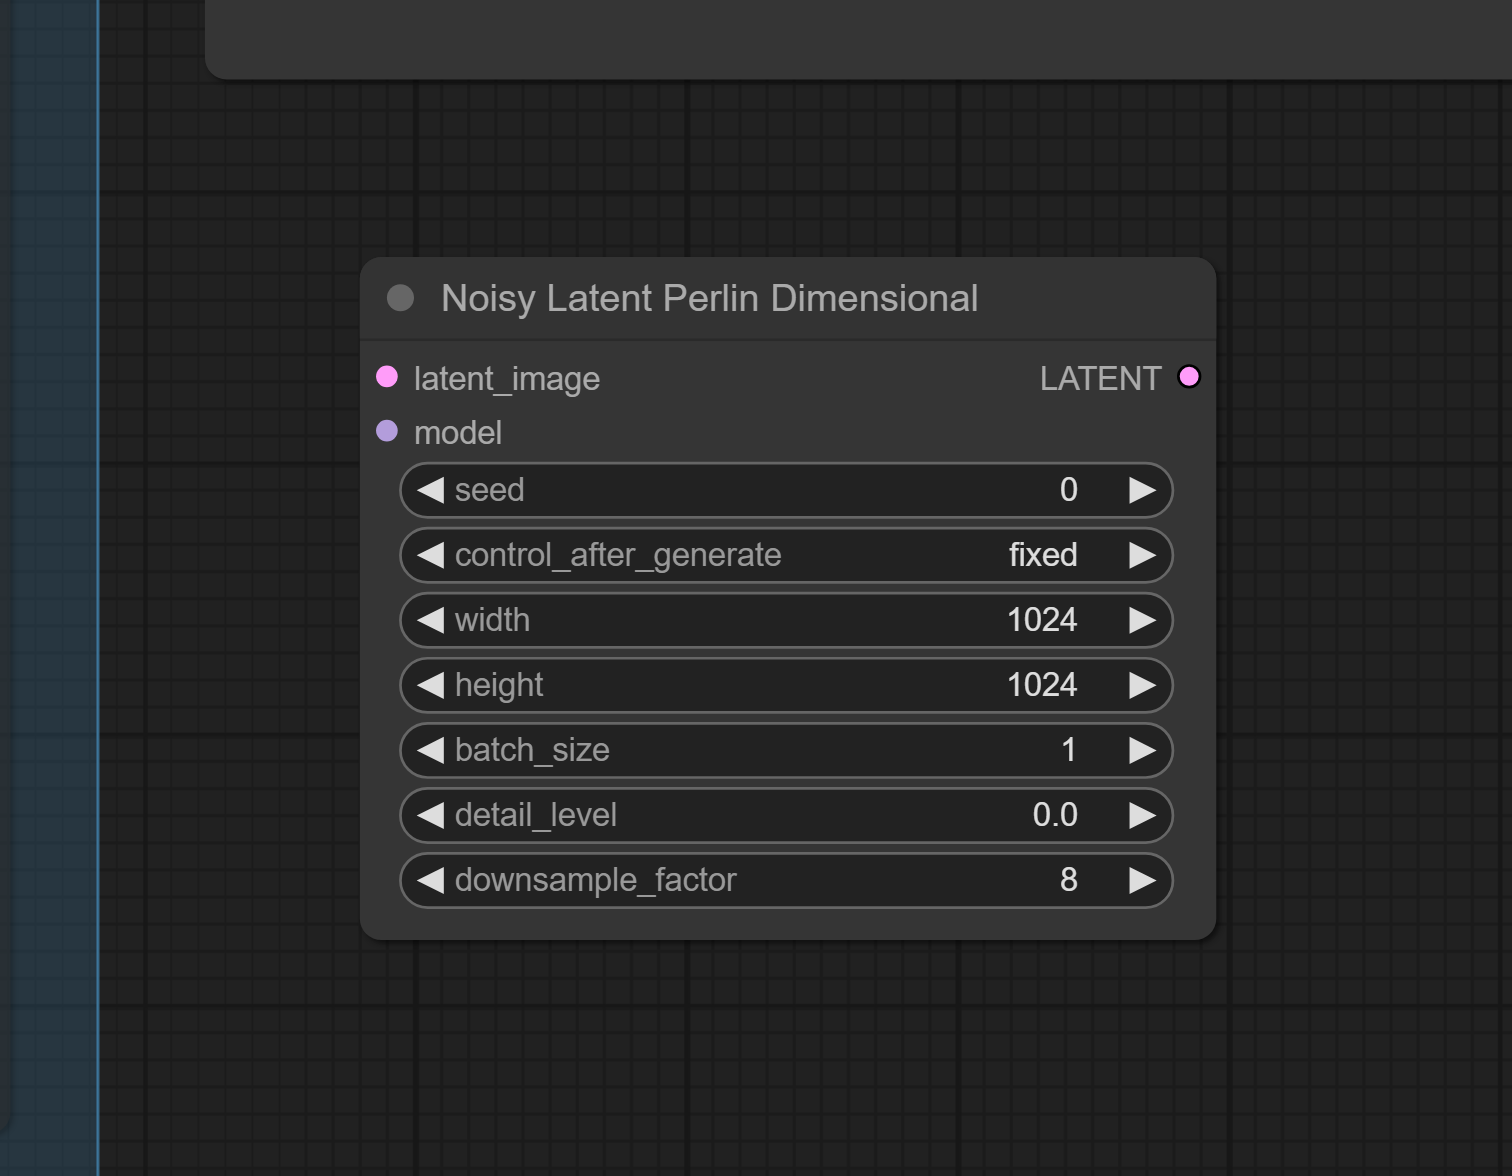 Noisy Latent Perlin Dimensional
latent_image LATENT
model
seed 0
control_after_generate fixed
width 1024
height 1024
batch_size 1
detail_level 0.0
downsample_factor 8